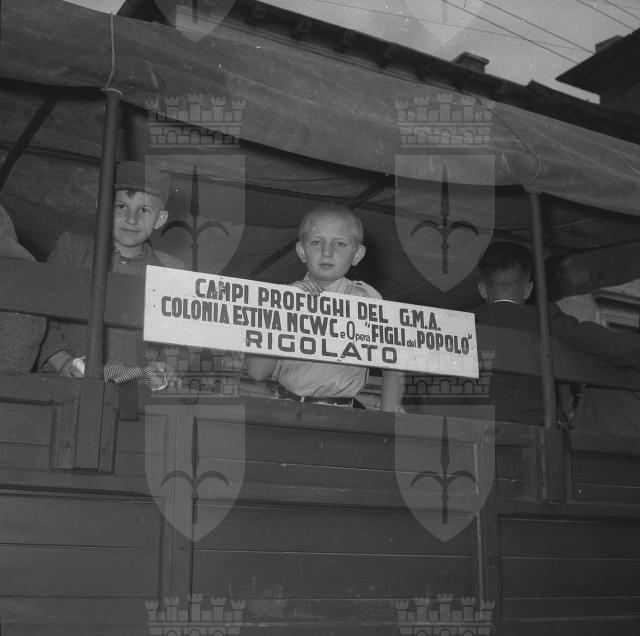 CAMPI PROFUGHI DEL G.M.A.
COLONIA ESTIVA NCWC e Opera "FIGLI del POPOLO"
RIGOLATO